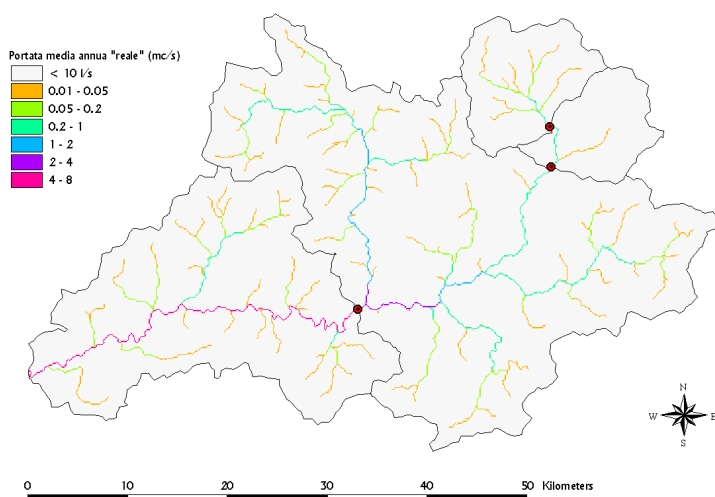 Portata media annua "reale" (mc/s)
< 10 l/s
0.01 - 0.05
0.05 - 0.2
0.2 - 1
1 - 2
2 - 4
4 - 8
N
W E
S
0 10 20 30 40 50 Kilometers